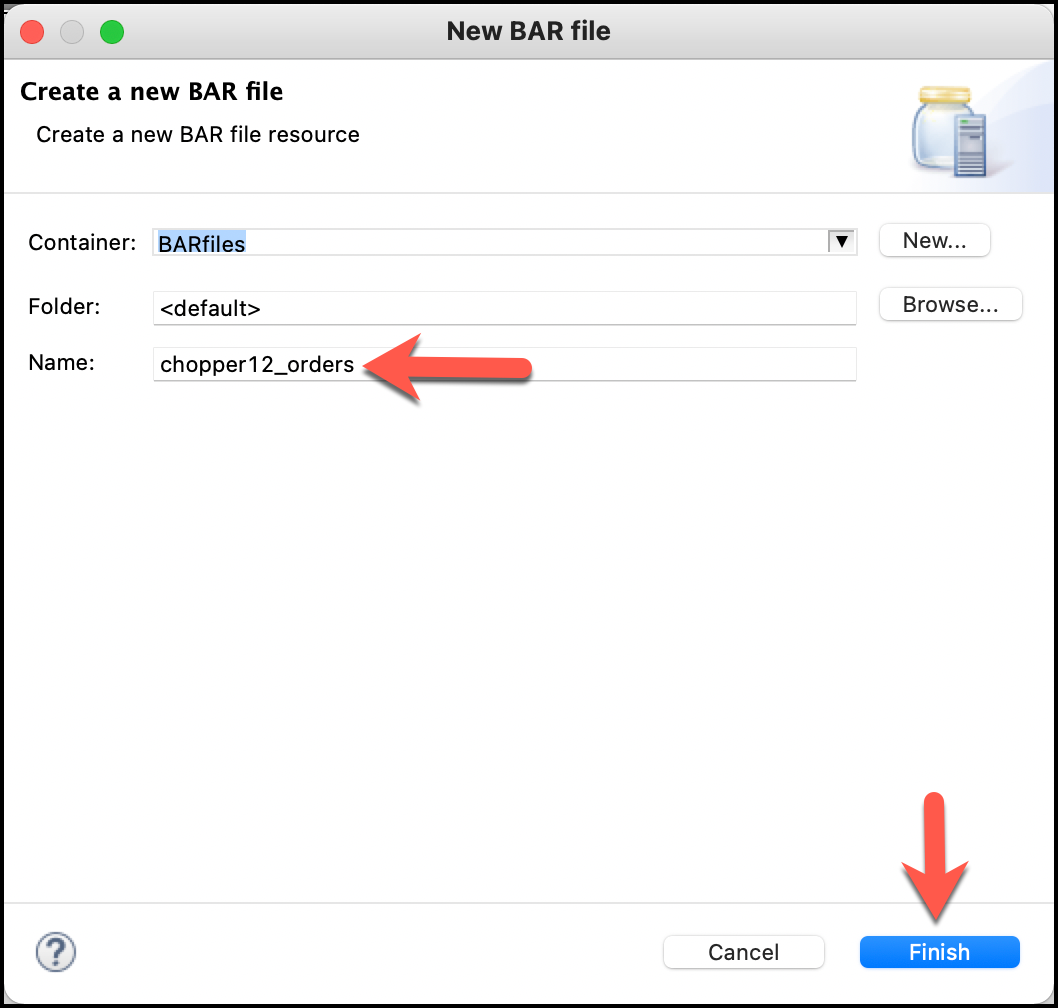 New BAR file
Create a new BAR file
Create a new BAR file resource
Container: BARfiles ▼ New...
Folder: <default> Browse...
Name: chopper12_orders
? Cancel Finish